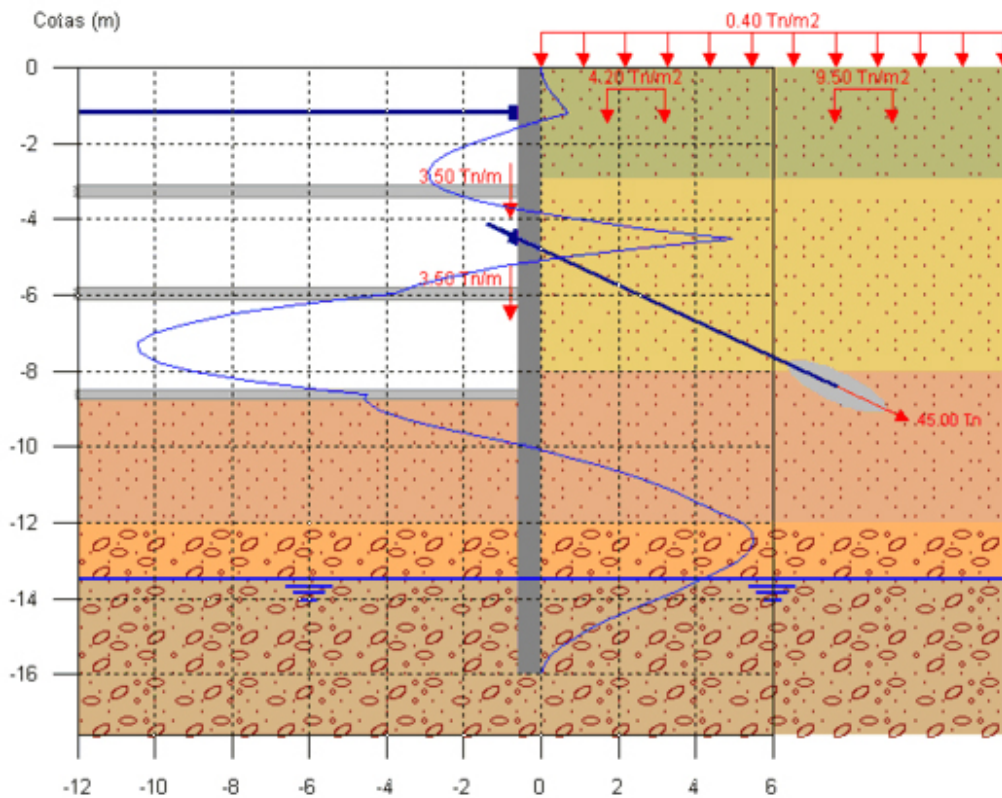 Cotas (m)
0.40 Tn/m2
0
4.20 Tn/m2
9.50 Tn/m2
-2
3.50 Tn/m
-4
3.50 Tn/m
-6
-8
45.00 Tn
-10
-12
-14
-16
-12 -10 -8 -6 -4 -2 0 2 4 6